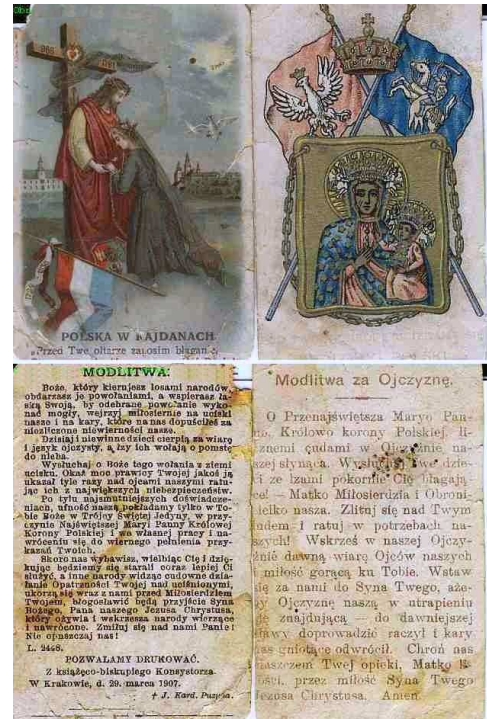 966
POLSKA W KAJDANACH
Przed Twe ołtarze zanosim błagan
MODLITWA:
Boże, który kierujesz losami narodów,
obdarzasz je powołaniami, a wspierasz ła-
ską Swoją, by odebrane powołanie wyko-
nać mogły, wejrzyj miłosiernie na uciski
nasze i na kary, które na nas dopuściłeś za
niezliczone niewierności nasze.
Dzisiaj i niewinne dzieci cierpią za wiarę
i język ojczysty, a łzy ich wołają o pomstę
do nieba.
Wysłuchaj o Boże tego wołania z ziemi
ucisku. Okaż moc prawicy Twojej jakoś ją
ukazał tyle razy nad ojcami naszymi ratu-
jąc ich z największych niebezpieczeństw.
Po tylu najsmutniejszych doświadcze-
niach, ufność naszą pokładamy tylko w To-
bie Boże w Trójcy Świętej Jedyny, w przy-
czynie Najświętszej Maryi Panny Królowej
Korony Polskiej i we własnej pracy i na-
wróceniu się do wiernego pełnienia przy-
kazań Twoich.
Skoro nas wybawisz, wielbiąc Cię i dzię-
kując będziemy się starali coraz lepiej Ci
służyć, a inne narody widząc cudowne dzia-
łanie Opatrzności Twojej nad uciśnionymi,
ukorzą się wraz z nami przed Miłosierdziem
Twojem, błogosławić będą przyjście Syna
Bożego, Pana naszego Jezusa Chrystusa,
który ożywia i wskrzesza narody wierzące
i nawrócone. Zmiłuj się nad nami Panie!
Nie opuszczaj nas!
L. 2448.
POZWALAMY DRUKOWAĆ.
Z książęco-biskupiego Konsystorza.
W Krakowie, d. 29. marca 1907.
† J. Kard. Puzyna.
Modlitwa za Ojczyznę.
O Przenajświętsza Maryo Pan-
no, Królowo korony Polskiej, li-
cznemi cudami w Ojczyźnie na-
szej słynąca. Wysłuchaj Twe dzie-
ci ze łzami pokornie Cię błagają
ce! – Matko Miłosierdzia i Obroni-
cielko nasza. Zlituj się nad Twym
ludem i ratuj w potrzebach na-
szych! Wskrześ w naszej Ojczy-
źnie dawną wiarę Ojców naszych
i miłość gorącą ku Tobie. Wstaw
się za nami do Syna Twego, aże-
by Ojczyznę naszą w utrapieniu
się znajdującą do dawniejszej
sławy doprowadzić raczył i kary
nas gniotące odwrócił. Chroń nas
płaszczem Twej opieki, Matko B-
ości, przez miłość Syna Twego
Jezusa Chrystusa. Amen.